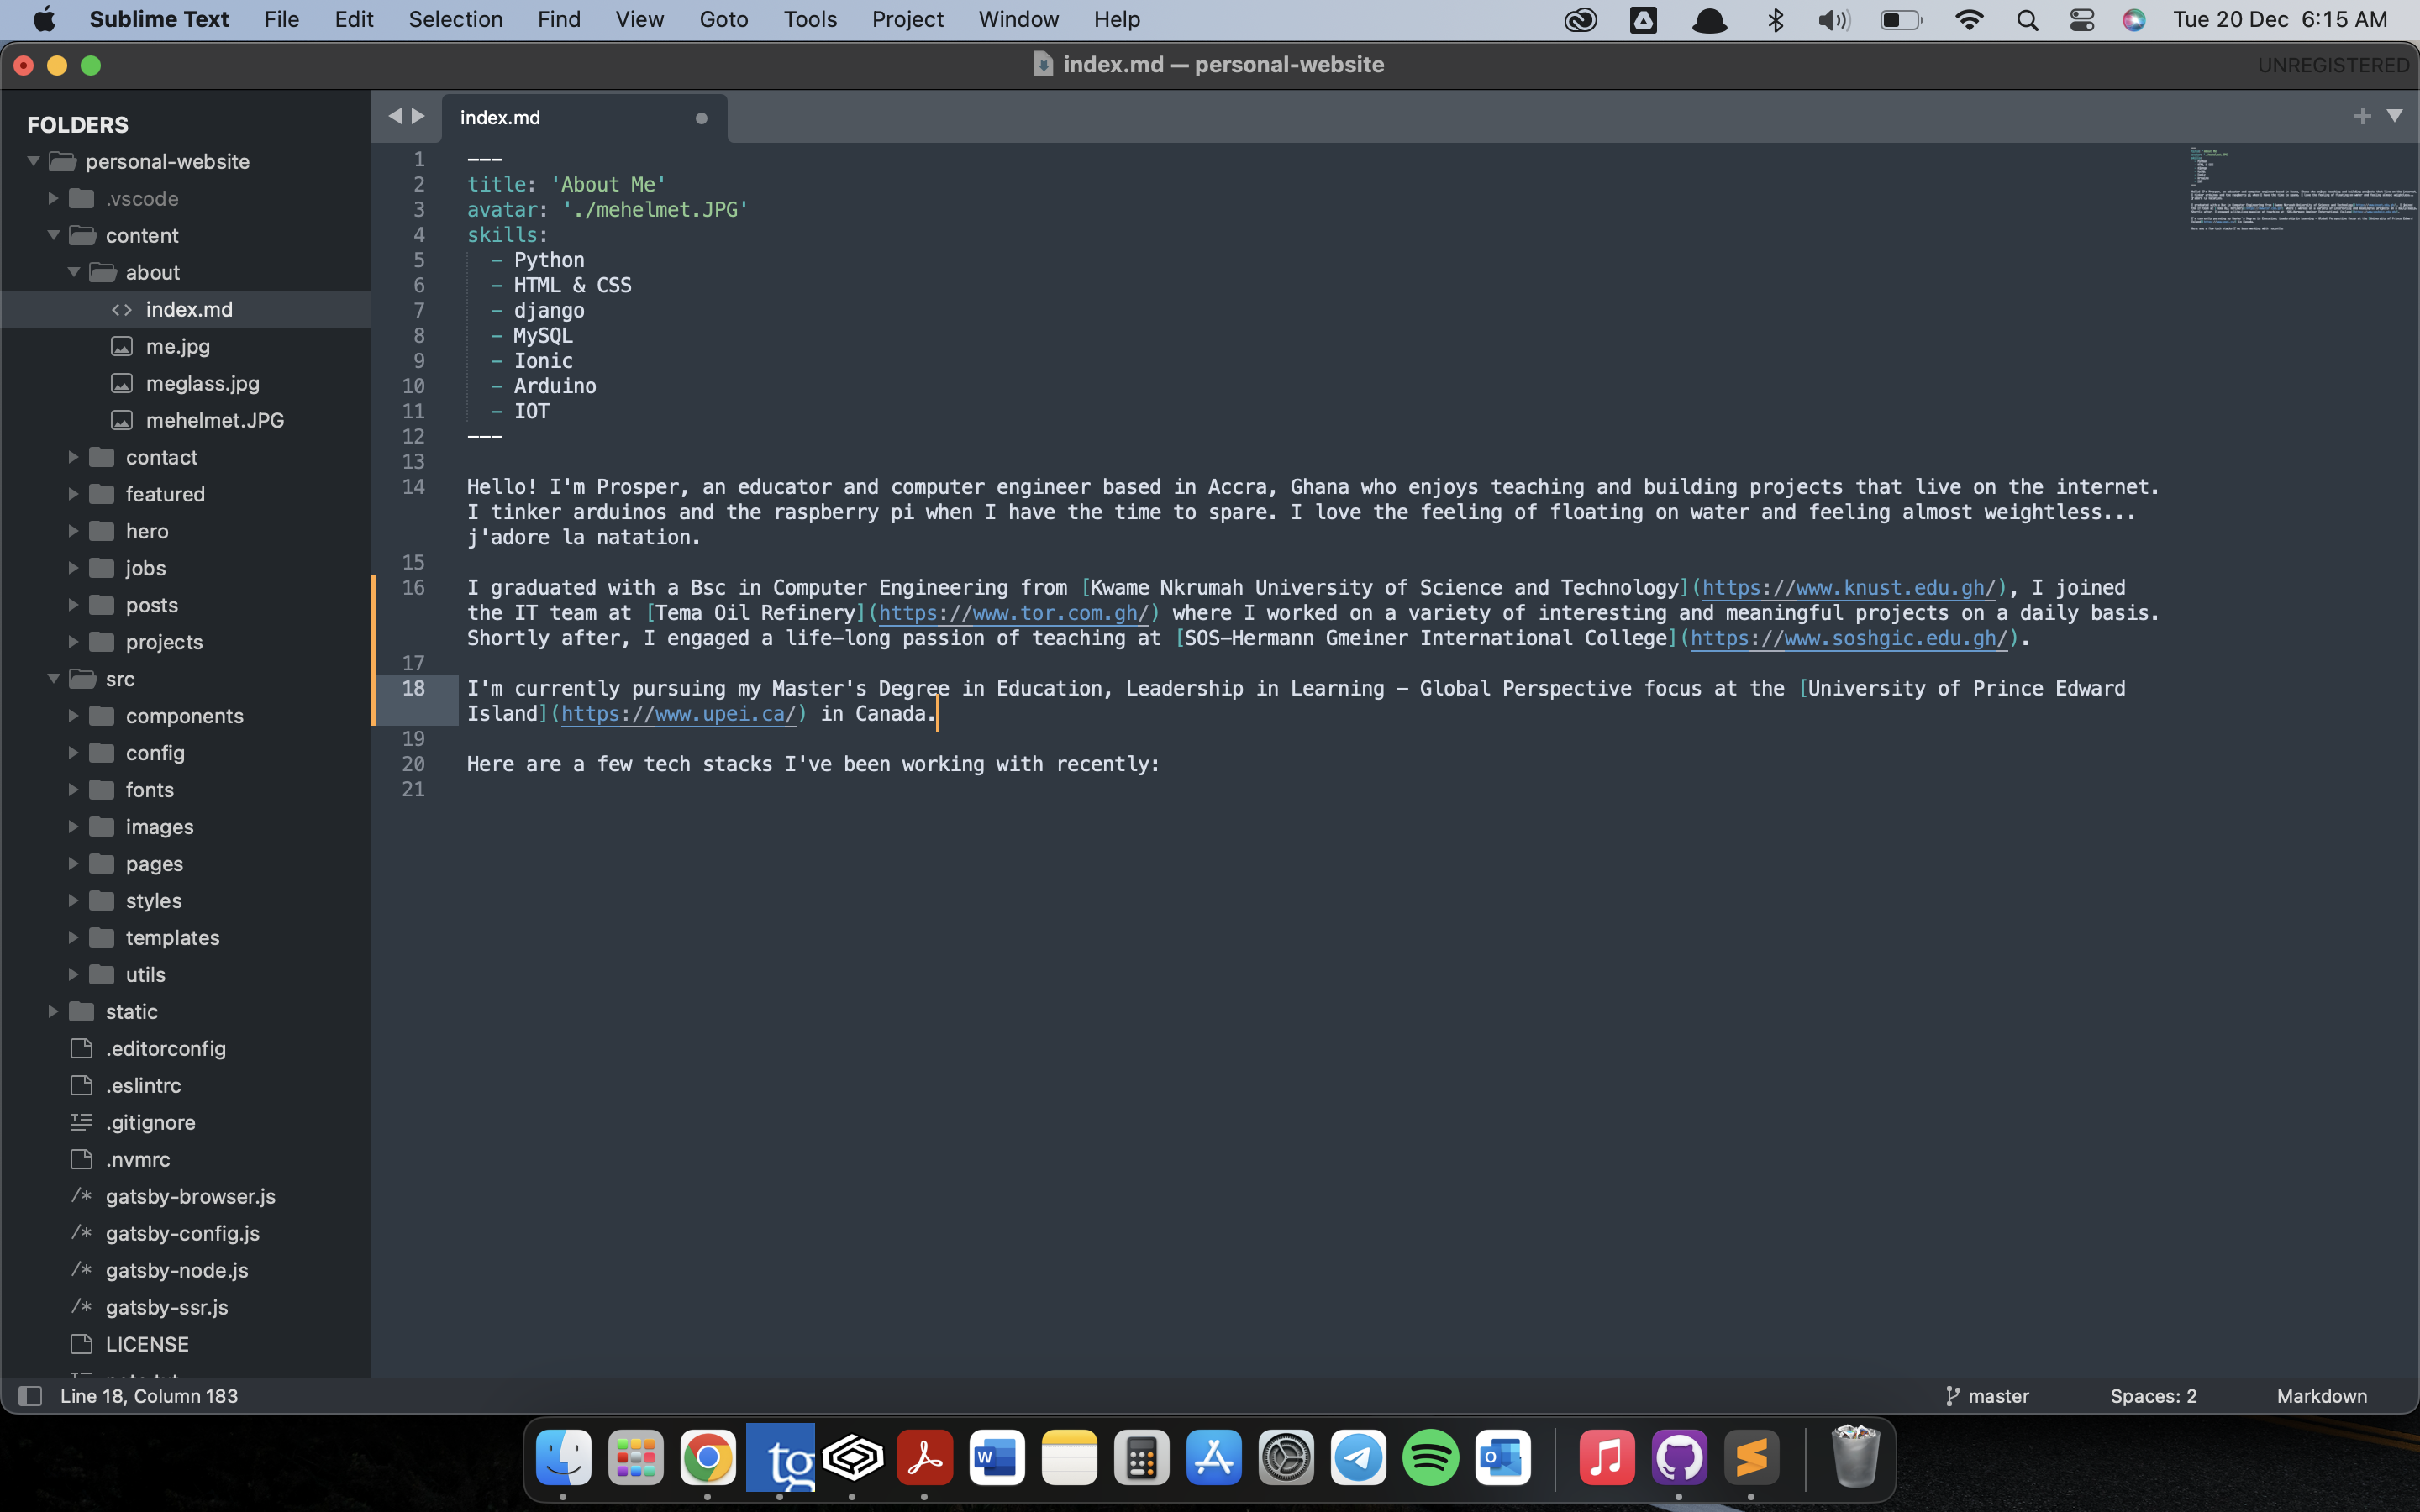 Sublime Text File Edit Selection Find View Goto Tools Project Window Help Tue 20 Dec 6:15 AM
index.md — personal-website UNREGISTERED
FOLDERS
personal-website
.vscode
content
about
index.md
me.jpg
meglass.jpg
mehelmet.JPG
contact
featured
hero
jobs
posts
projects
src
components
config
fonts
images
pages
styles
templates
utils
static
.editorconfig
.eslintrc
.gitignore
.nvmrc
/* gatsby-browser.js
/* gatsby-config.js
/* gatsby-node.js
/* gatsby-ssr.js
LICENSE
index.md
1 ---
2 title: 'About Me'
3 avatar: './mehelmet.JPG'
4 skills:
5 - Python
6 - HTML & CSS
7 - django
8 - MySQL
9 - Ionic
10 - Arduino
11 - IOT
12 ---
13
14 Hello! I'm Prosper, an educator and computer engineer based in Accra, Ghana who enjoys teaching and building projects that live on the internet.
I tinker arduinos and the raspberry pi when I have the time to spare. I love the feeling of floating on water and feeling almost weightless...
j'adore la natation.
15
16 I graduated with a Bsc in Computer Engineering from [Kwame Nkrumah University of Science and Technology](https://www.knust.edu.gh/), I joined
the IT team at [Tema Oil Refinery](https://www.tor.com.gh/) where I worked on a variety of interesting and meaningful projects on a daily basis.
Shortly after, I engaged a life-long passion of teaching at [SOS-Hermann Gmeiner International College](https://www.soshgic.edu.gh/).
17
18 I'm currently pursuing my Master's Degree in Education, Leadership in Learning - Global Perspective focus at the [University of Prince Edward
Island](https://www.upei.ca/) in Canada.
19
20 Here are a few tech stacks I've been working with recently:
21
Line 18, Column 183 master Spaces: 2 Markdown
tg W O